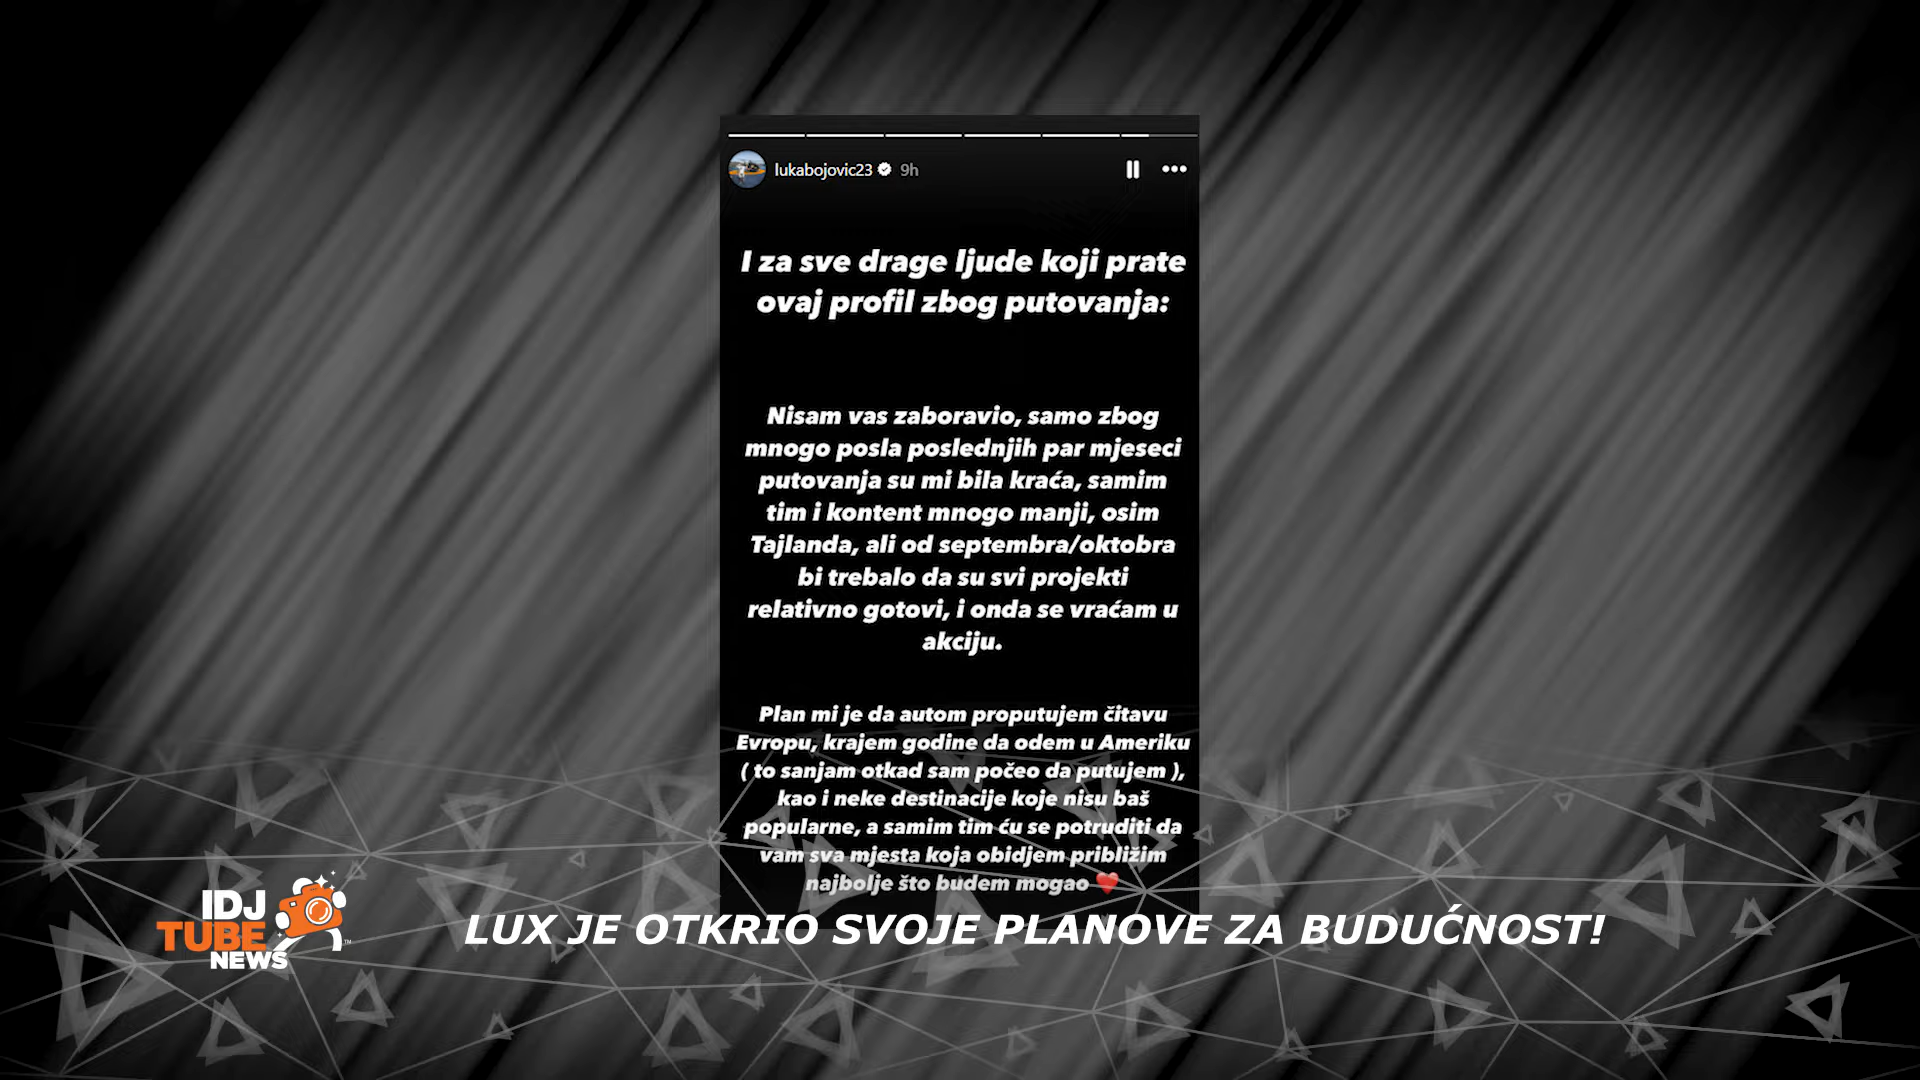 lukabojovic23 9h
I za sve drage ljude koji prate
ovaj profil zbog putovanja:
Nisam vas zaboravio, samo zbog
mnogo posla poslednjih par mjeseci
putovanja su mi bila kraća, samim
tim i kontent mnogo manji, osim
Tajlanda, ali od septembra/oktobra
bi trebalo da su svi projekti
relativno gotovi, i onda se vraćam u
akciju.
Plan mi je da autom proputujem čitavu
Evropu, krajem godine da odem u Ameriku
( to sanjam otkad sam počeo da putujem ),
kao i neke destinacije koje nisu baš
popularne, a samim tim ću se potruditi da
vam sva mjesta koja obidjem približim
najbolje što budem mogao ❤️
IDJ
TUBE
NEWS
™
LUX JE OTKRIO SVOJE PLANOVE ZA BUDUĆNOST!